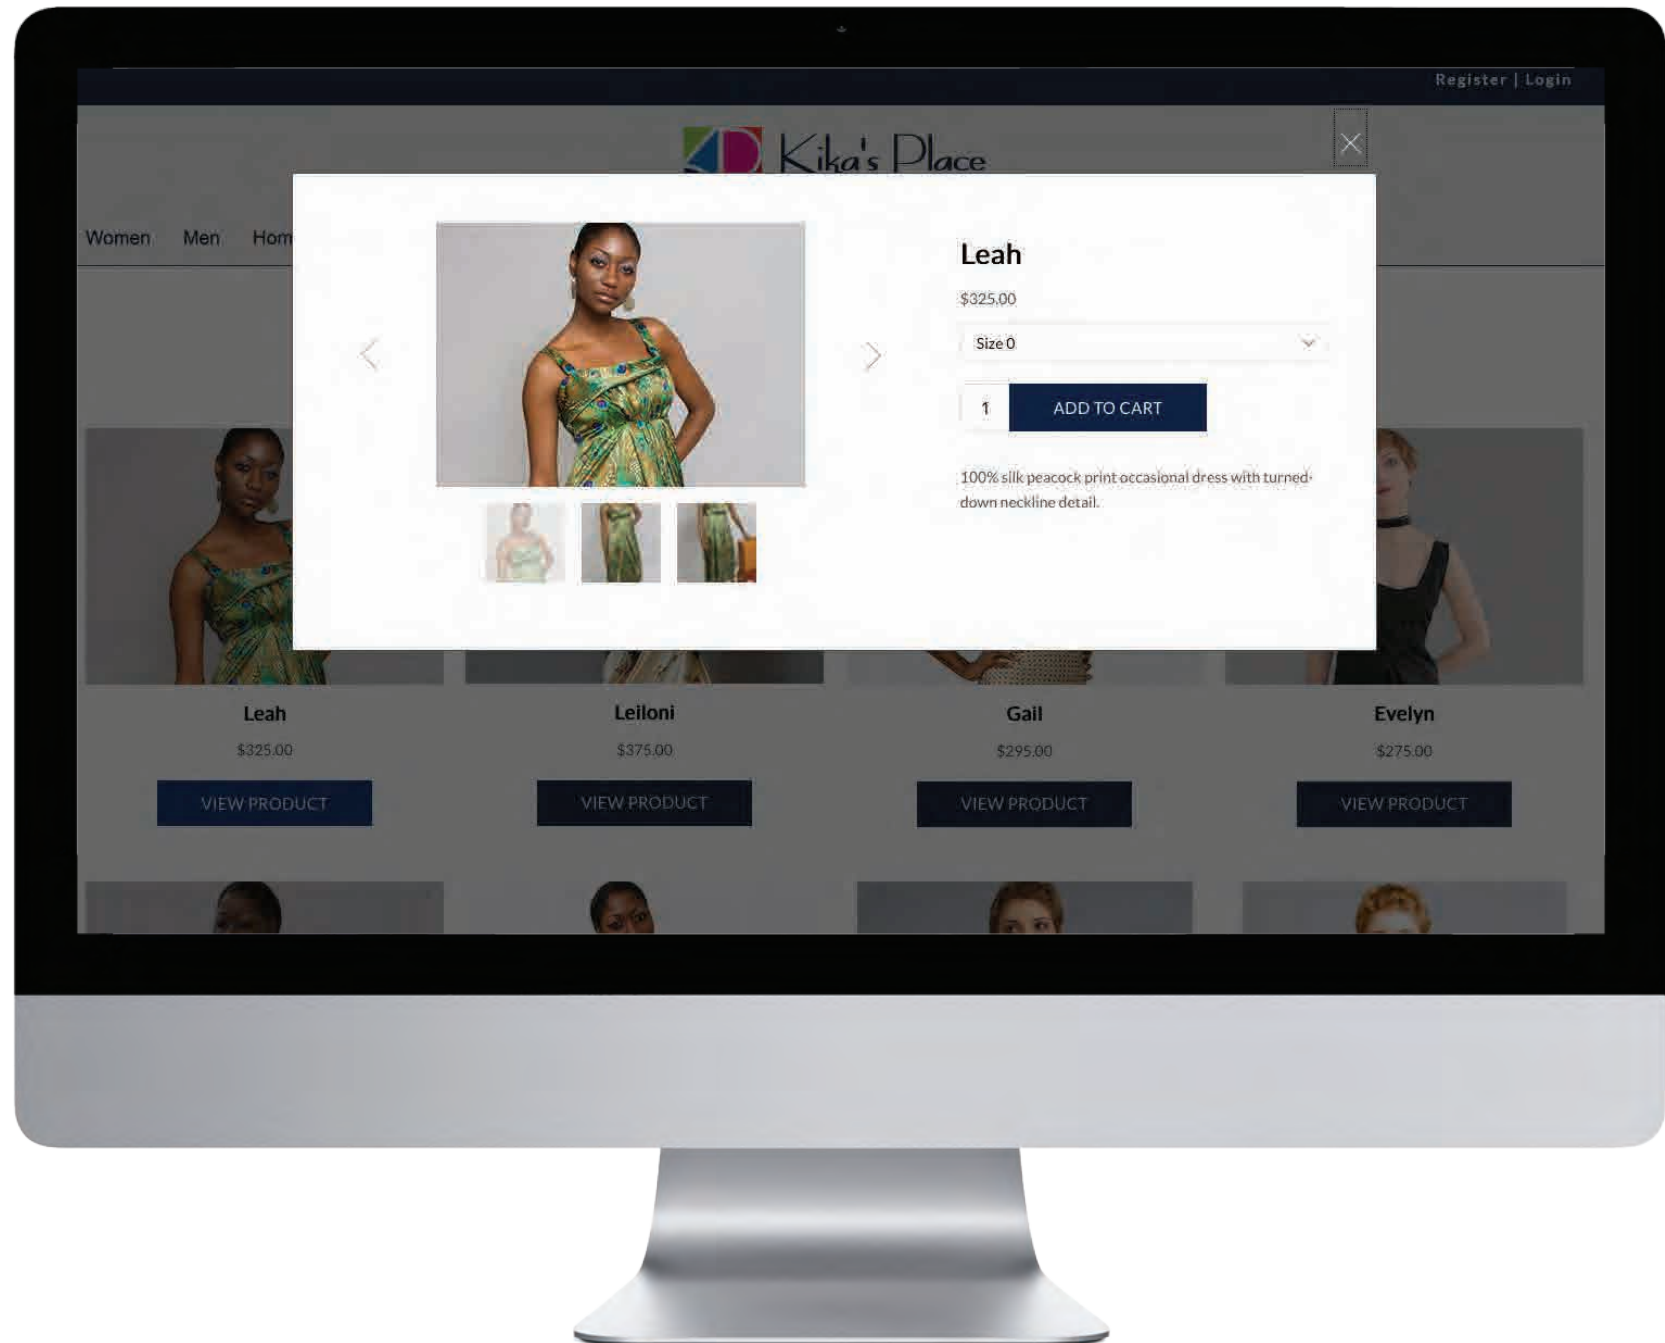 Register | Login
Kika's Place
Women Men Hom
Leah
$325.00
Size 0
1 ADD TO CART
100% silk peacock print occasional dress with turned-
down neckline detail.
Leah Leiloni Gail Evelyn
$325.00 $375.00 $295.00 $275.00
VIEW PRODUCT VIEW PRODUCT VIEW PRODUCT VIEW PRODUCT